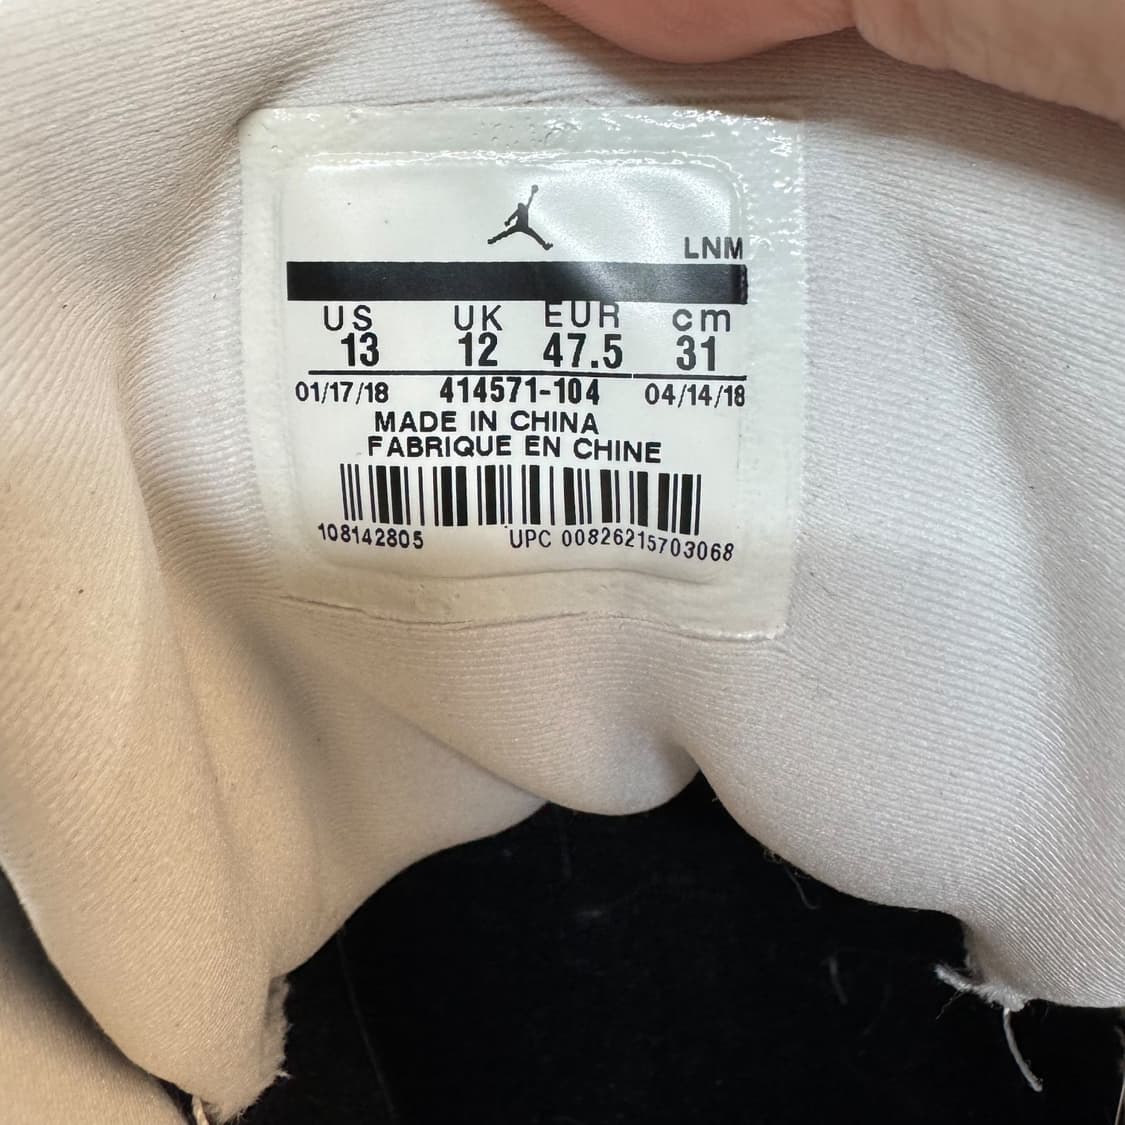 LNM
US UK EUR cm
13 12 47.5 31
01/17/18 414571-104 04/14/18
MADE IN CHINA
FABRIQUE EN CHINE
108142805 UPC 00826215703068